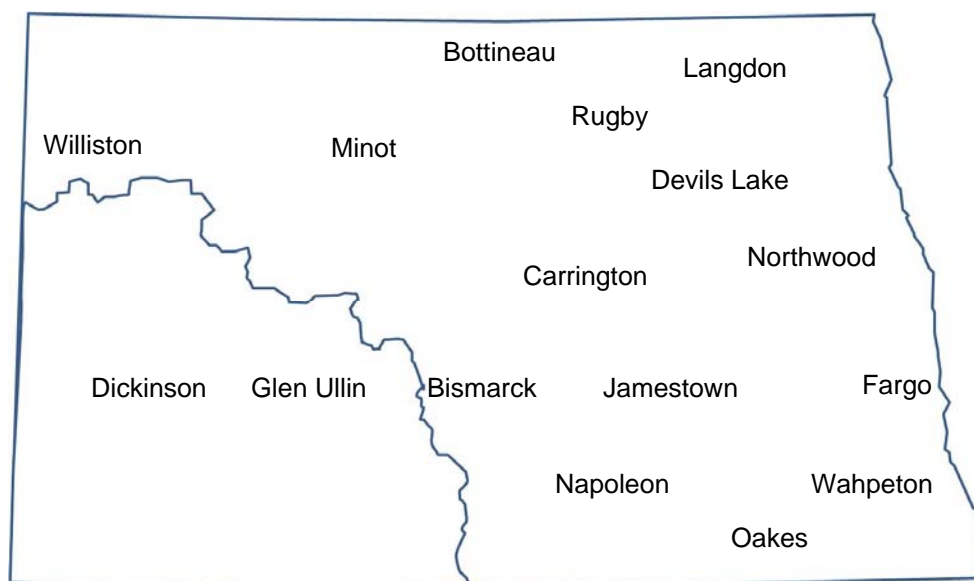 Bottineau
Langdon
Rugby
Williston
Minot
Devils Lake
Northwood
Carrington
Dickinson
Glen Ullin
Bismarck
Jamestown
Fargo
Napoleon
Wahpeton
Oakes